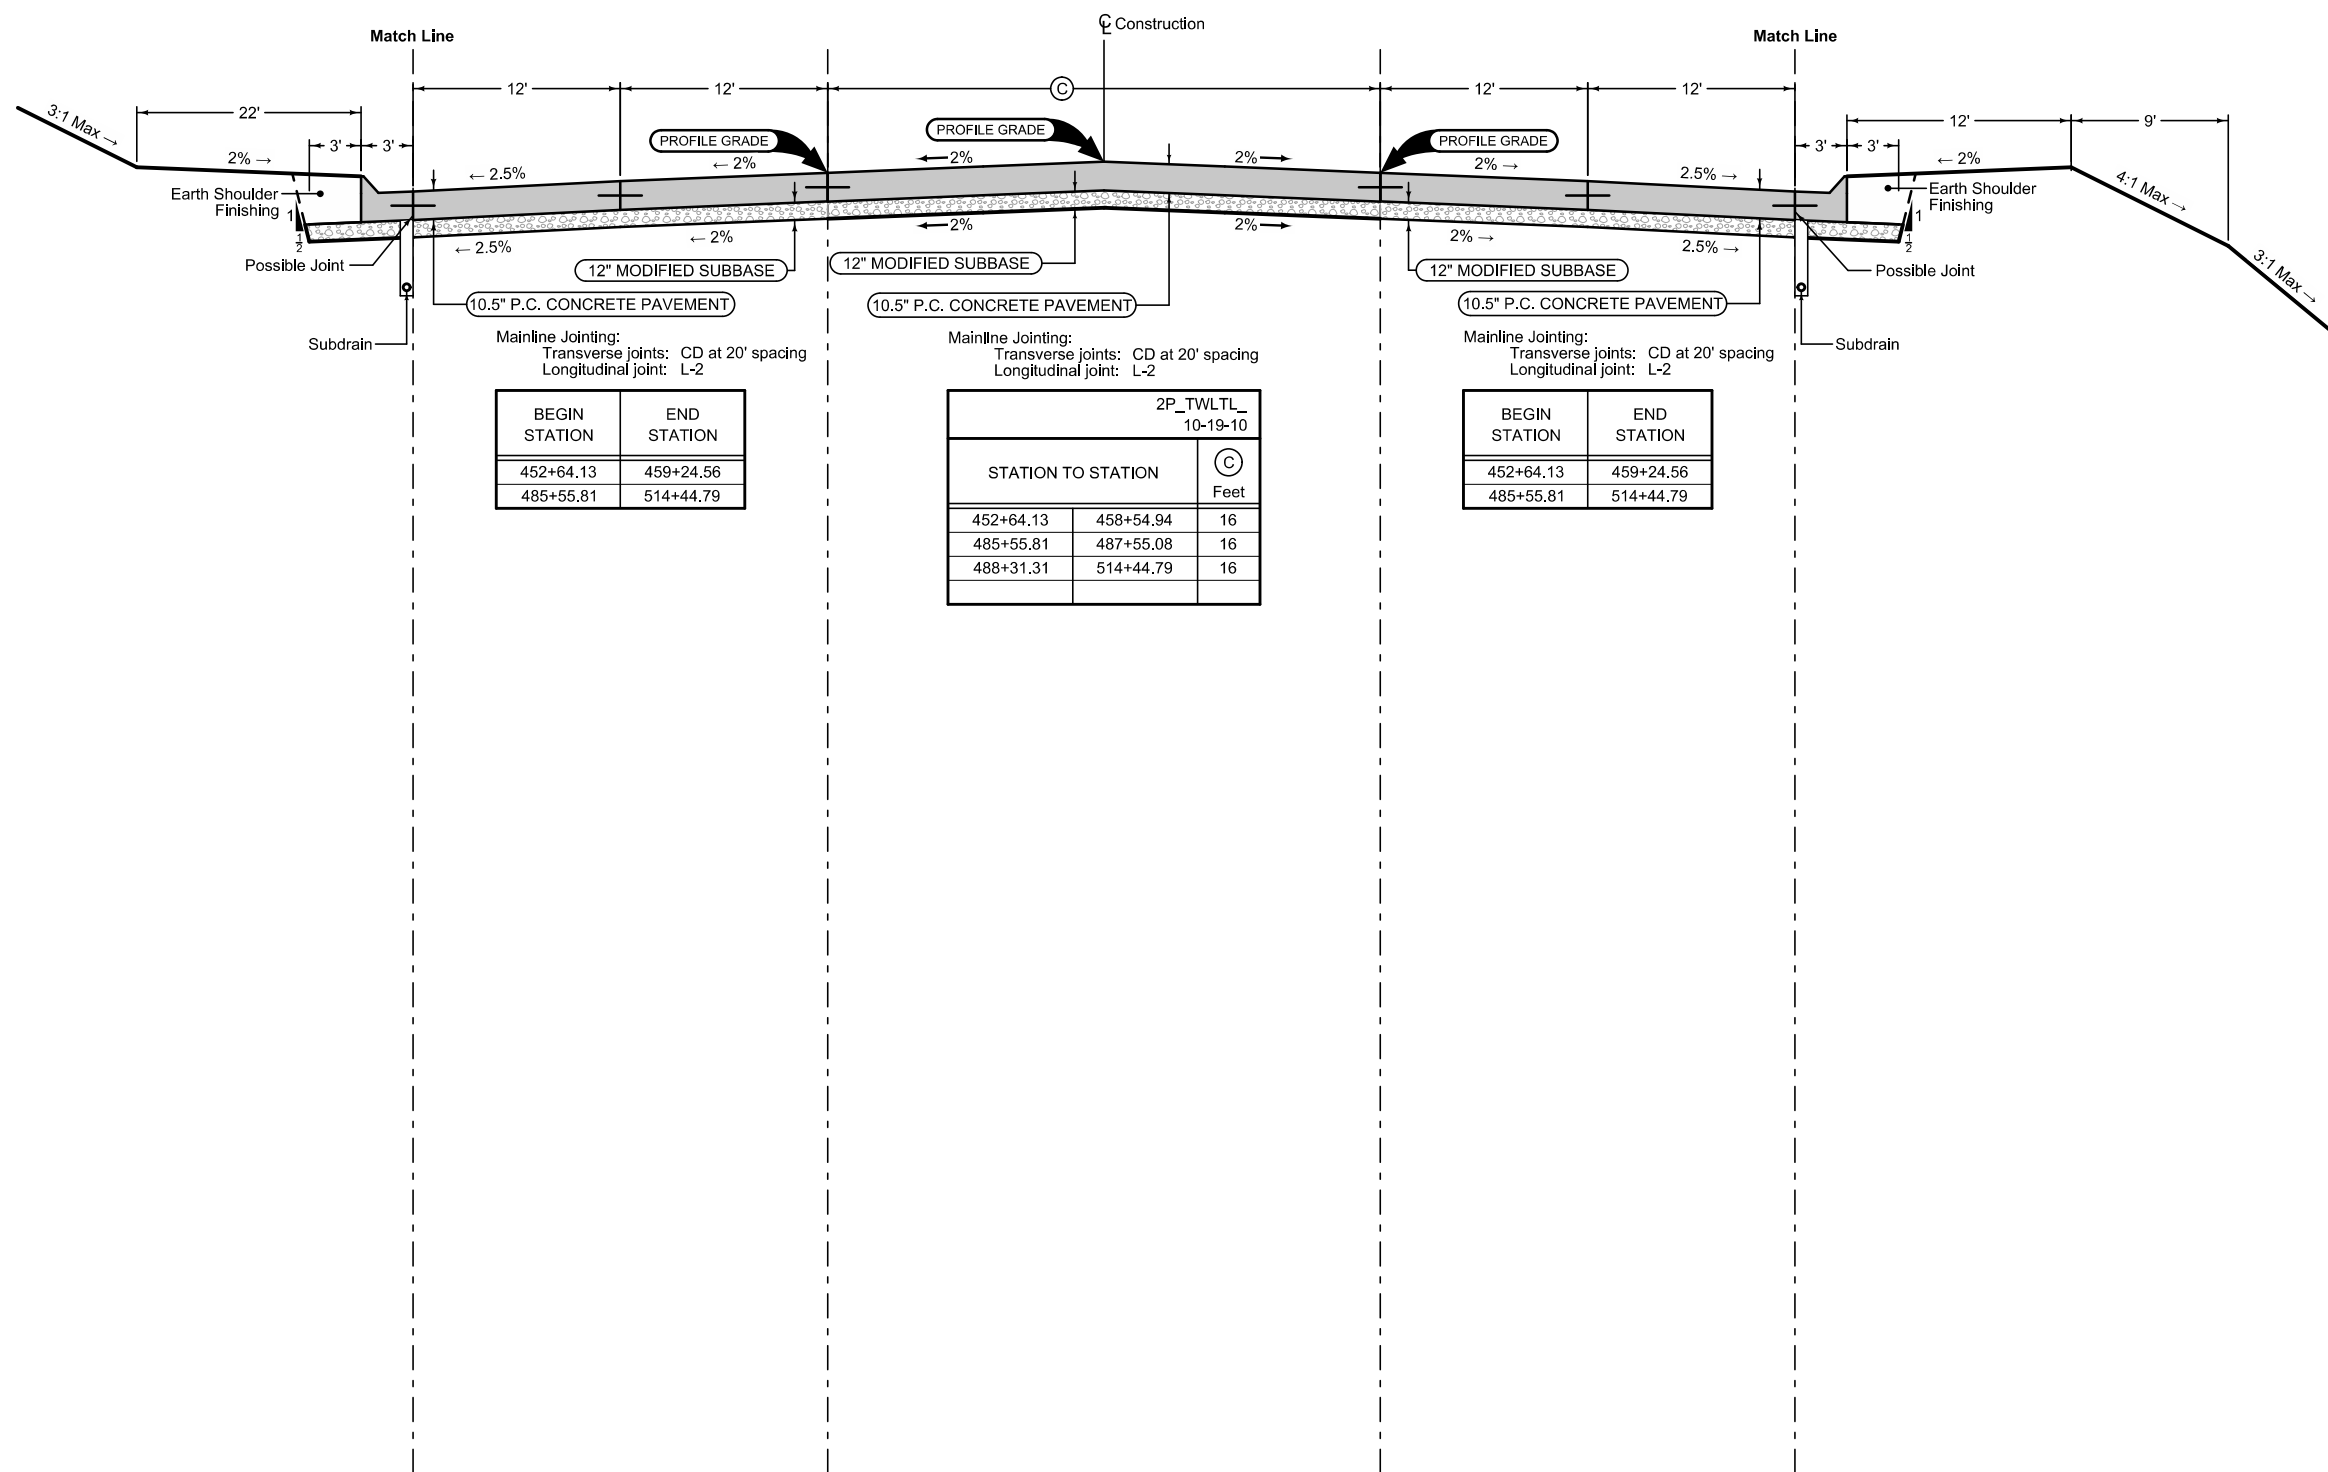 ℄ Construction
Match Line
Match Line
12'
12'
C
12'
12'
22'
12'
9'
3:1 Max →
3'
3'
3'
3'
PROFILE GRADE
PROFILE GRADE
PROFILE GRADE
2% →
← 2.5%
← 2%
2%
2%
2% →
2.5% →
← 2%
4:1 Max →
3:1 Max →
Earth Shoulder
Finishing
1
1/2
Earth Shoulder
Finishing
1
1/2
← 2.5%
← 2%
2%
2%
2% →
2.5% →
Possible Joint
12" MODIFIED SUBBASE
12" MODIFIED SUBBASE
12" MODIFIED SUBBASE
Possible Joint
10.5" P.C. CONCRETE PAVEMENT
10.5" P.C. CONCRETE PAVEMENT
10.5" P.C. CONCRETE PAVEMENT
Subdrain
Subdrain
Mainline Jointing:
Transverse joints: CD at 20' spacing
Longitudinal joint: L-2
BEGIN STATION END STATION
452+64.13 459+24.56
485+55.81 514+44.79
Mainline Jointing:
Transverse joints: CD at 20' spacing
Longitudinal joint: L-2
2P_TWLTL_
10-19-10
STATION TO STATION C Feet
452+64.13 458+54.94 16
485+55.81 487+55.08 16
488+31.31 514+44.79 16
Mainline Jointing:
Transverse joints: CD at 20' spacing
Longitudinal joint: L-2
BEGIN STATION END STATION
452+64.13 459+24.56
485+55.81 514+44.79